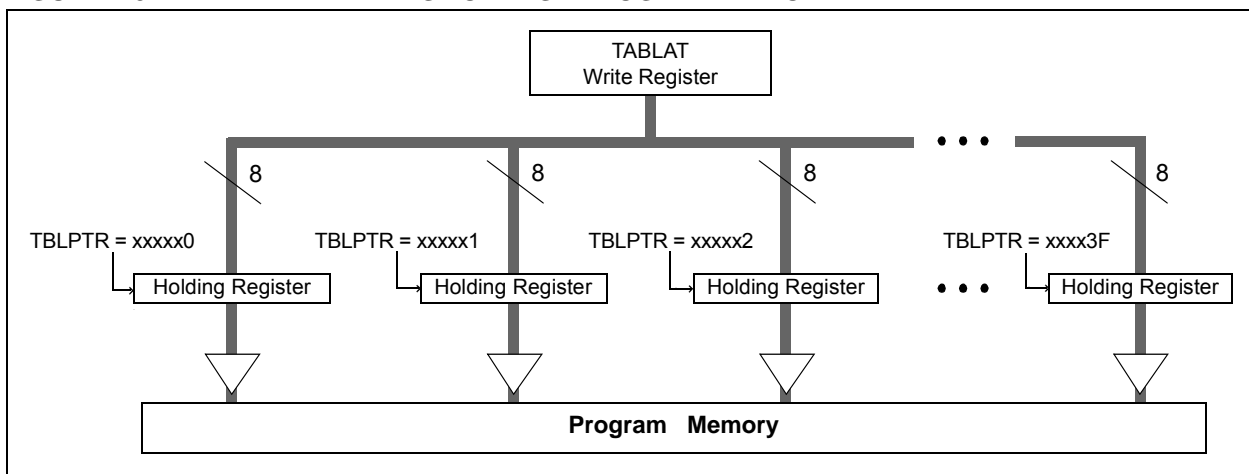 TABLAT
Write Register
8 8 8 8
TBLPTR = xxxxx0 TBLPTR = xxxxx1 TBLPTR = xxxxx2 TBLPTR = xxxx3F
Holding Register Holding Register Holding Register Holding Register
Program Memory